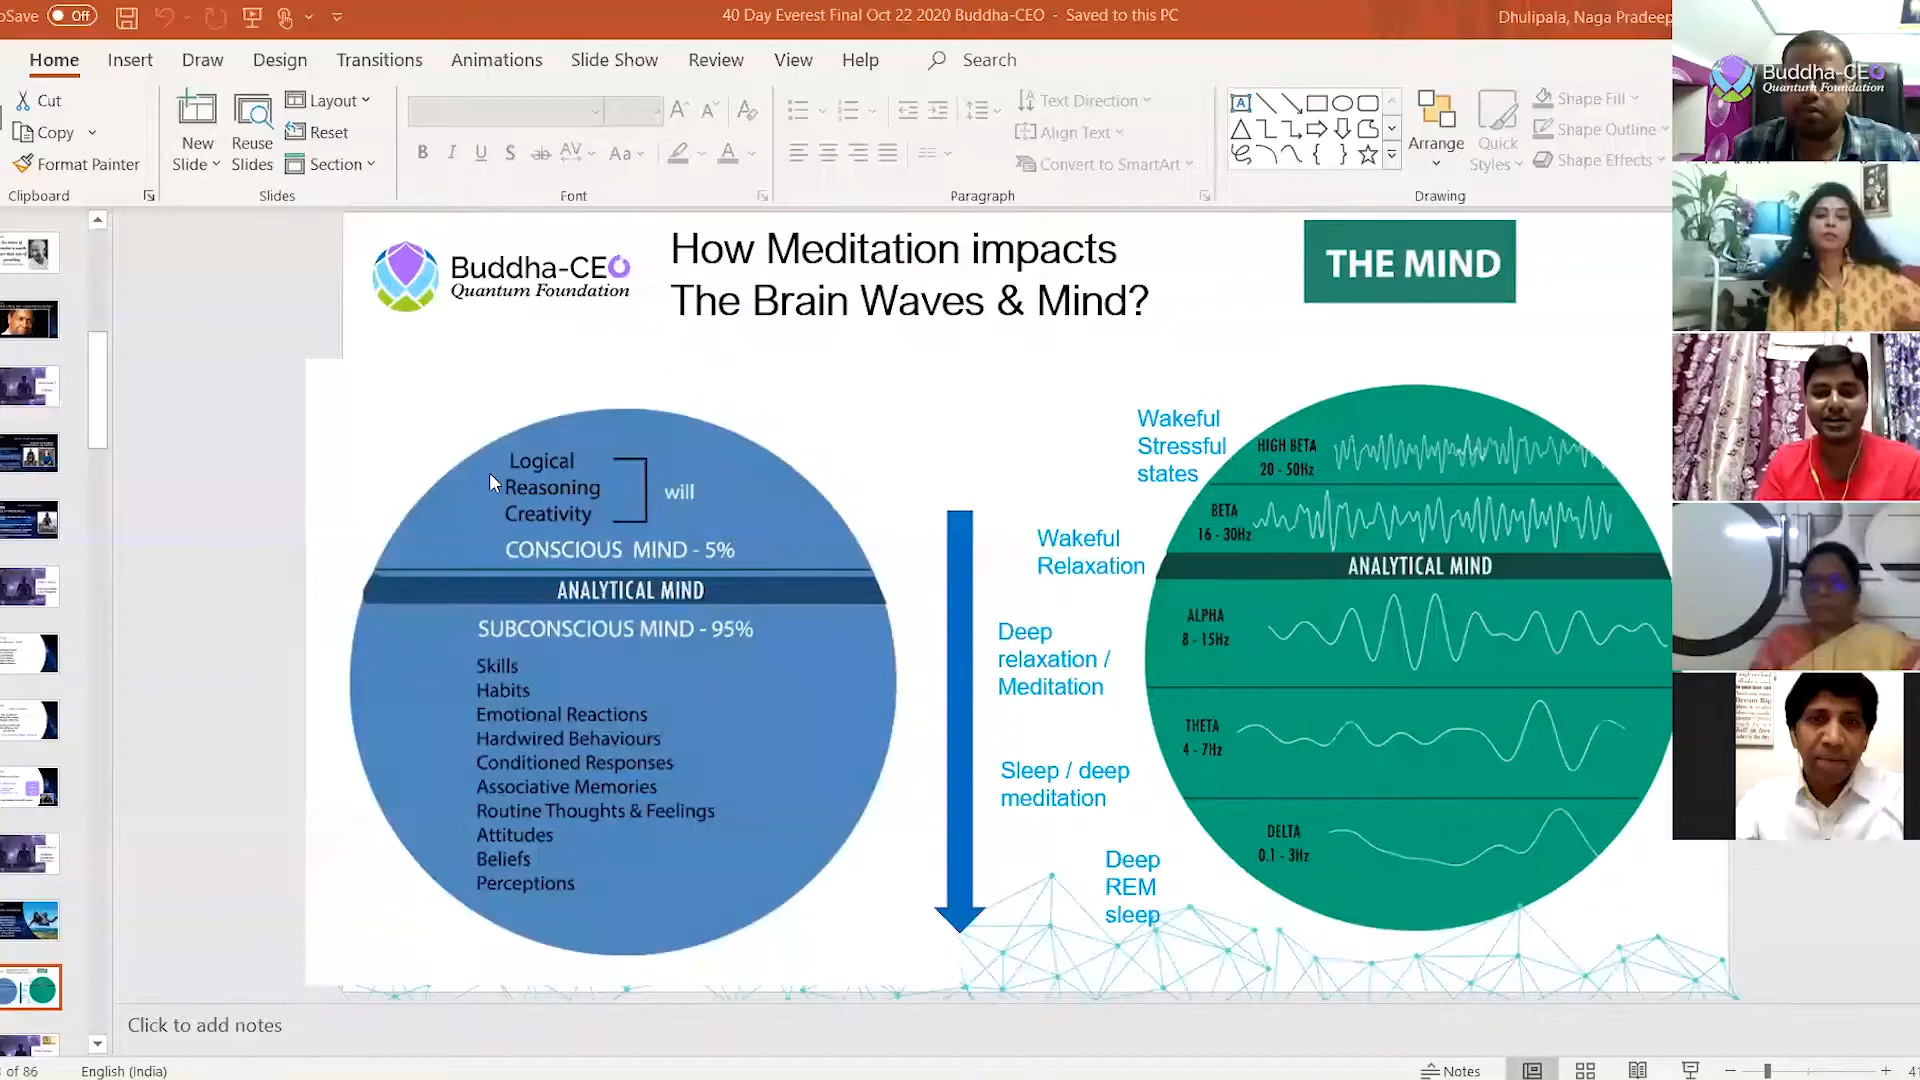 Save
Off
40 Day Everest Final Oct 22 2020 Buddha-CEO - Saved to this PC
Dhulipala, Naga Pradeep
Home Insert Draw Design Transitions Animations Slide Show Review View Help Search
Cut
Copy
Format Painter
Clipboard
New Slide
Reuse Slides
Layout
Reset
Section
Slides
B I U S ab AV Aa A
Font
Text Direction
Align Text
Convert to SmartArt
Paragraph
Arrange
Quick Styles
Shape Fill
Shape Outline
Shape Effects
Drawing
Buddha-CEO
Quantum Foundation
Buddha-CEO
Quantum Foundation
How Meditation impacts
The Brain Waves & Mind?
THE MIND
Logical
Reasoning
Creativity
will
CONSCIOUS MIND - 5%
ANALYTICAL MIND
SUBCONSCIOUS MIND - 95%
Skills
Habits
Emotional Reactions
Hardwired Behaviours
Conditioned Responses
Associative Memories
Routine Thoughts & Feelings
Attitudes
Beliefs
Perceptions
Wakeful
Stressful
states
Wakeful
Relaxation
Deep
relaxation /
Meditation
Sleep / deep
meditation
Deep
REM
sleep
HIGH BETA
20 - 50Hz
BETA
16 - 30Hz
ANALYTICAL MIND
ALPHA
8 - 15Hz
THETA
4 - 7Hz
DELTA
0.1 - 3Hz
Click to add notes
of 86
English (India)
Notes